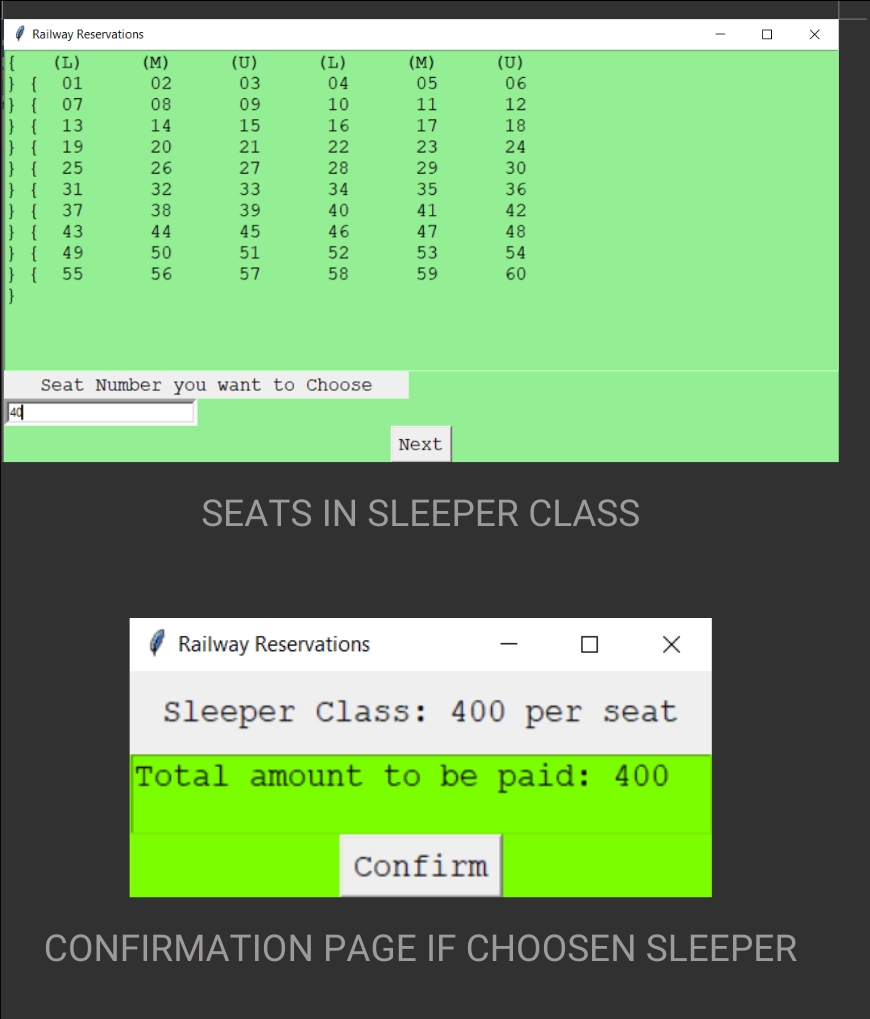 Railway Reservations
{ (L) (M) (U) (L) (M) (U)
} { 01 02 03 04 05 06
} { 07 08 09 10 11 12
} { 13 14 15 16 17 18
} { 19 20 21 22 23 24
} { 25 26 27 28 29 30
} { 31 32 33 34 35 36
} { 37 38 39 40 41 42
} { 43 44 45 46 47 48
} { 49 50 51 52 53 54
} { 55 56 57 58 59 60
}
Seat Number you want to Choose
40
Next
SEATS IN SLEEPER CLASS
Railway Reservations
Sleeper Class: 400 per seat
Total amount to be paid: 400
Confirm
CONFIRMATION PAGE IF CHOOSEN SLEEPER